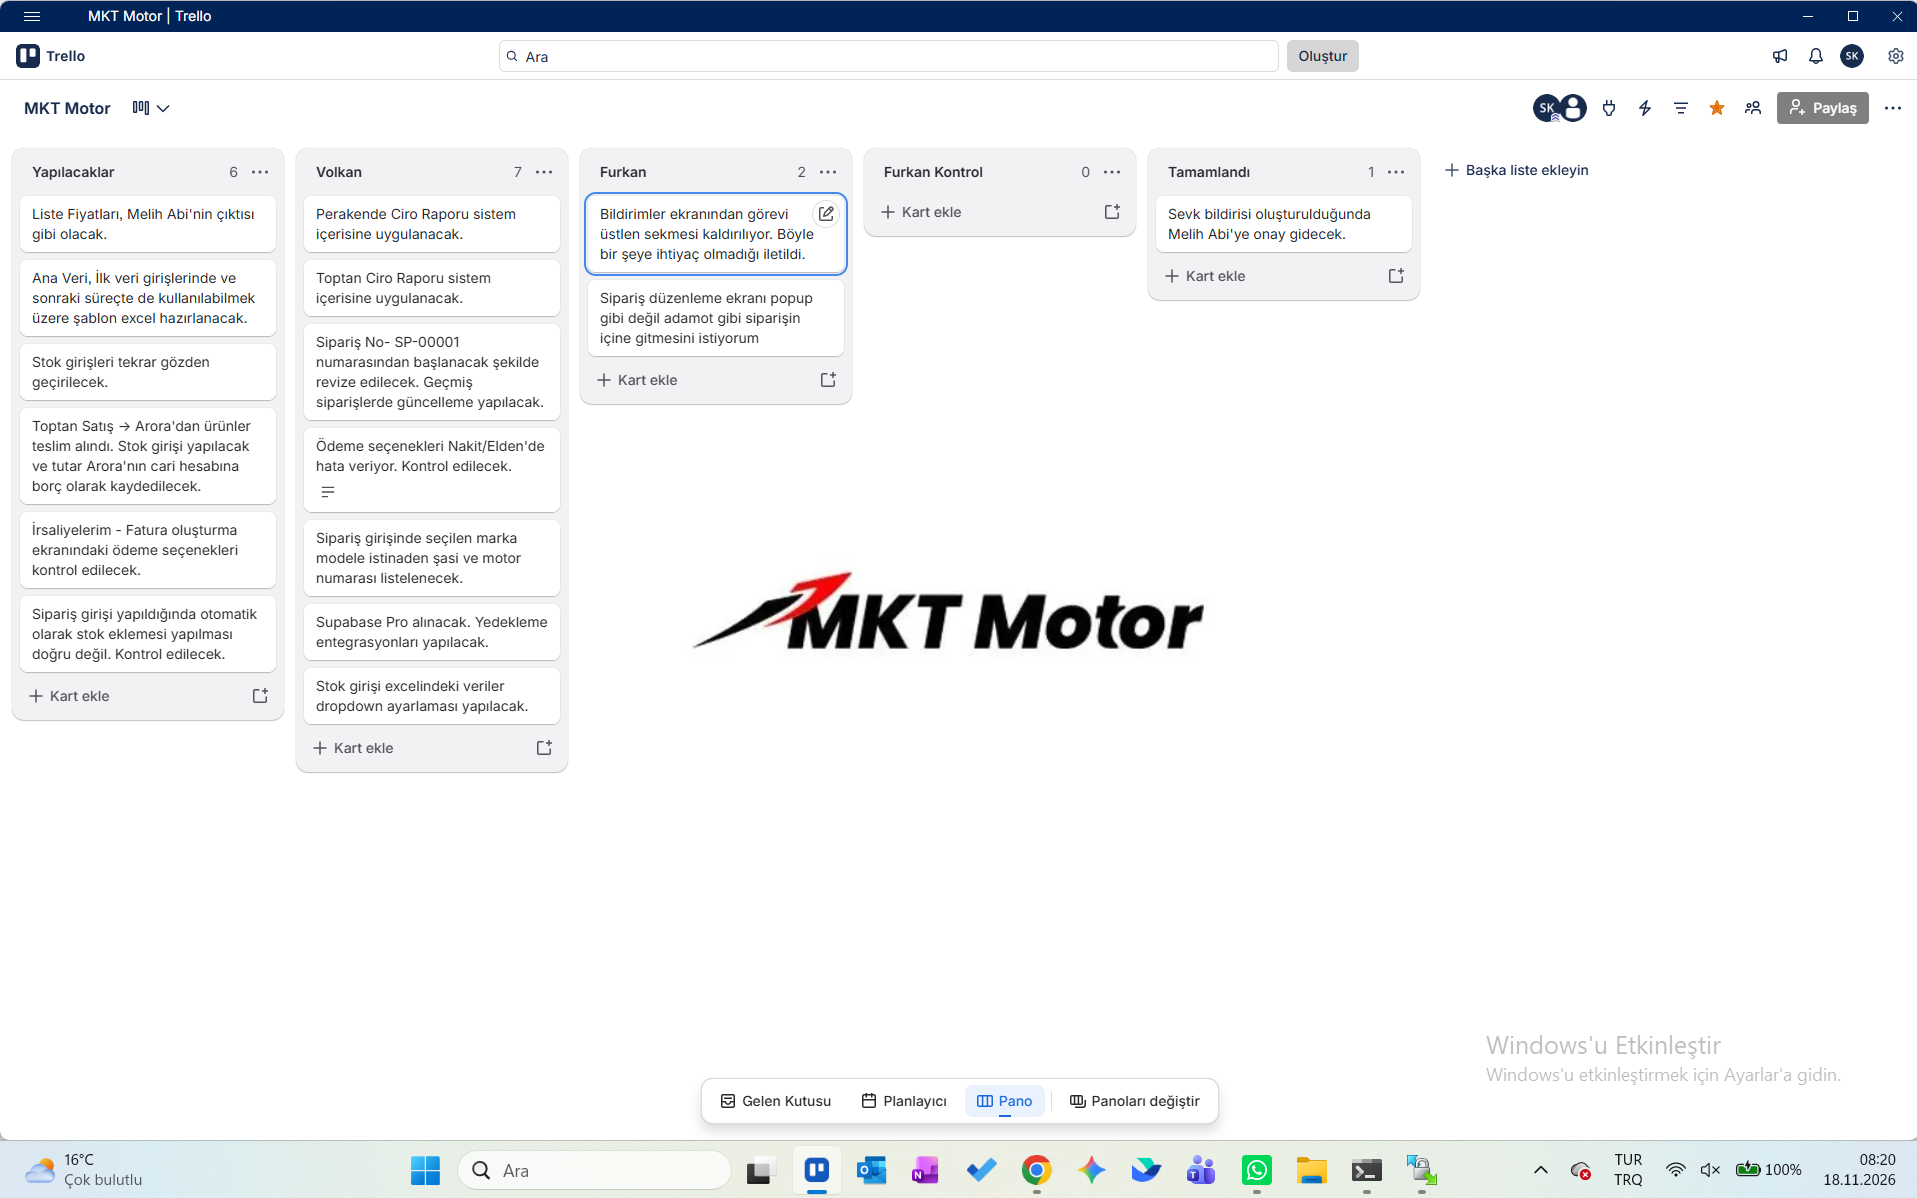 MKT Motor | Trello
Trello
Ara
Oluştur
SK
MKT Motor
SK
Paylaş
Yapılacaklar 6
Liste Fiyatları, Melih Abi'nin çıktısı
gibi olacak.
Ana Veri, İlk veri girişlerinde ve
sonraki süreçte de kullanılabilmek
üzere şablon excel hazırlanacak.
Stok girişleri tekrar gözden
geçirilecek.
Toptan Satış → Arora'dan ürünler
teslim alındı. Stok girişi yapılacak
ve tutar Arora'nın cari hesabına
borç olarak kaydedilecek.
İrsaliyelerim - Fatura oluşturma
ekranındaki ödeme seçenekleri
kontrol edilecek.
Sipariş girişi yapıldığında otomatik
olarak stok eklemesi yapılması
doğru değil. Kontrol edilecek.
Kart ekle
Volkan 7
Perakende Ciro Raporu sistem
içerisine uygulanacak.
Toptan Ciro Raporu sistem
içerisine uygulanacak.
Sipariş No- SP-00001
numarasından başlanacak şekilde
revize edilecek. Geçmiş
siparişlerde güncelleme yapılacak.
Ödeme seçenekleri Nakit/Elden'de
hata veriyor. Kontrol edilecek.
Sipariş girişinde seçilen marka
modele istinaden şasi ve motor
numarası listelenecek.
Supabase Pro alınacak. Yedekleme
entegrasyonları yapılacak.
Stok girişi excelindeki veriler
dropdown ayarlaması yapılacak.
Kart ekle
Furkan 2
Bildirimler ekranından görevi
üstlen sekmesi kaldırılıyor. Böyle
bir şeye ihtiyaç olmadığı iletildi.
Sipariş düzenleme ekranı popup
gibi değil adamot gibi siparişin
içine gitmesini istiyorum
Kart ekle
Furkan Kontrol 0
Kart ekle
Tamamlandı 1
Sevk bildirisi oluşturulduğunda
Melih Abi'ye onay gidecek.
Kart ekle
Başka liste ekleyin
MKT Motor
Windows'u Etkinleştir
Windows'u etkinleştirmek için Ayarlar'a gidin.
Gelen Kutusu
Planlayıcı
Pano
Panoları değiştir
16°C
Çok bulutlu
Ara
TUR
TRQ
100%
08:20
18.11.2026